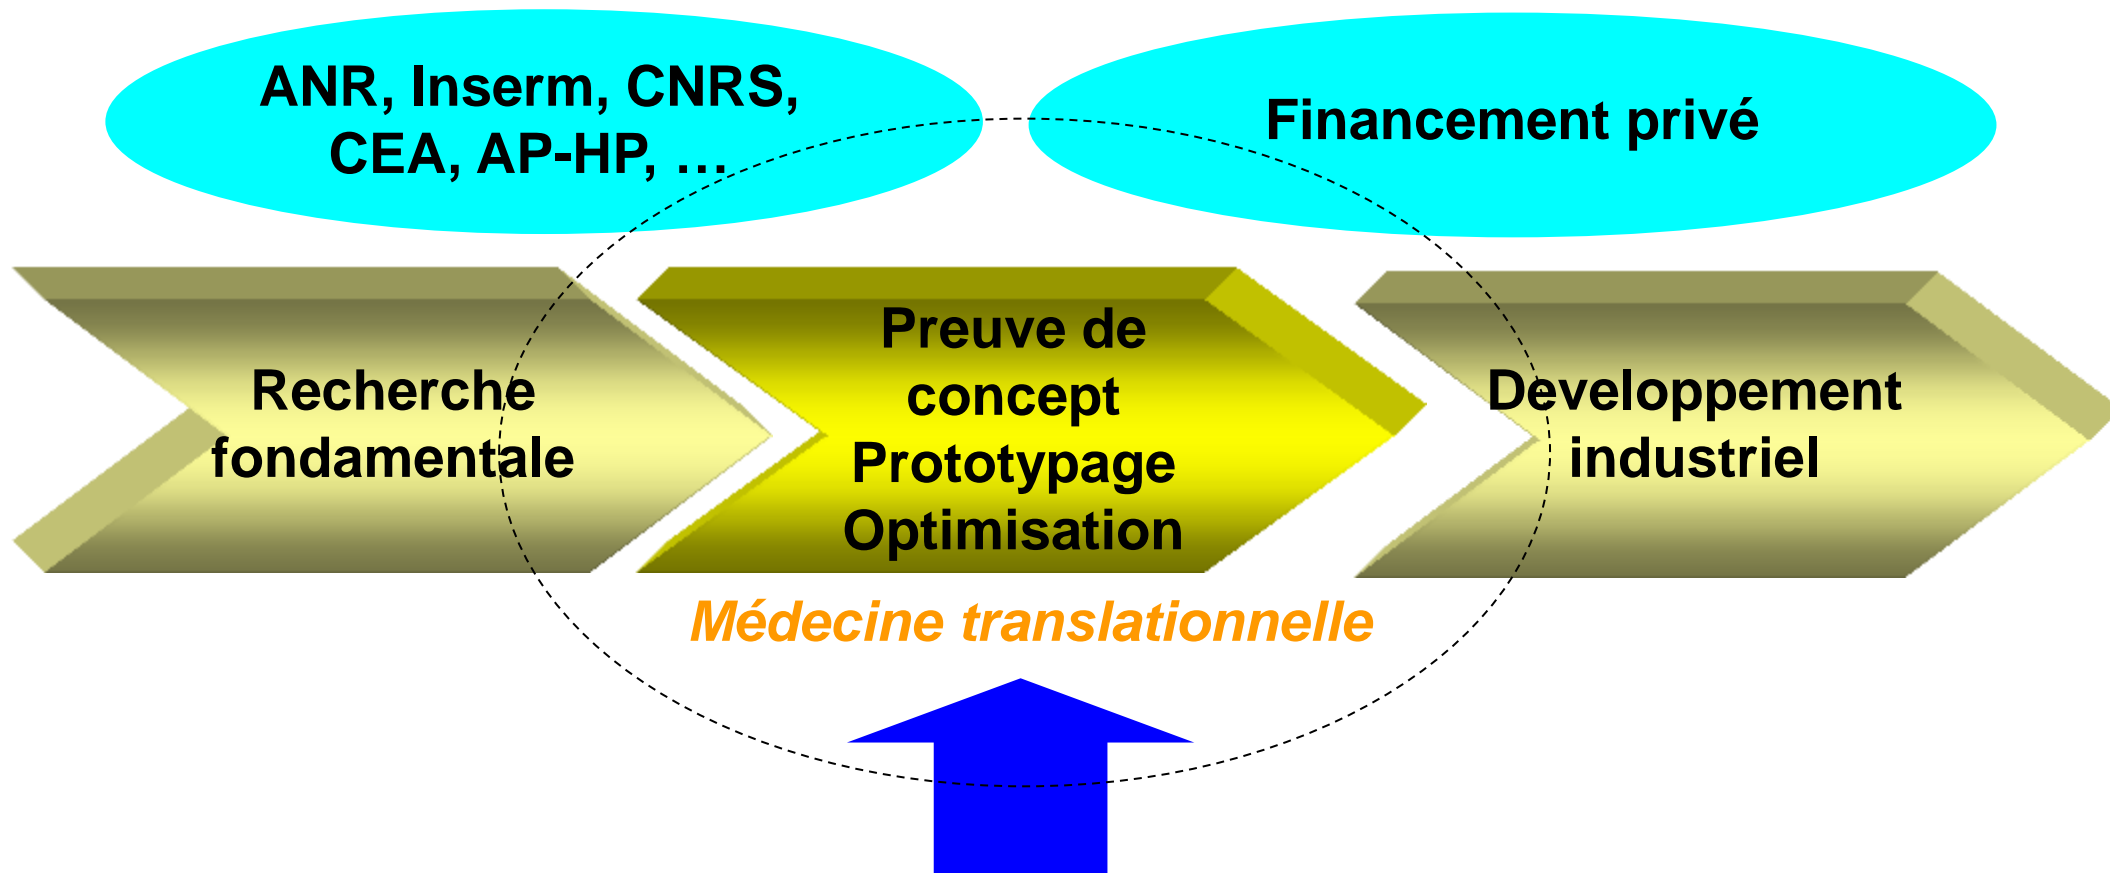 ANR, Inserm, CNRS,
CEA, AP-HP, …
Financement privé
Recherche
fondamentale
Preuve de
concept
Prototypage
Optimisation
Developpement
industriel
Médecine translationnelle